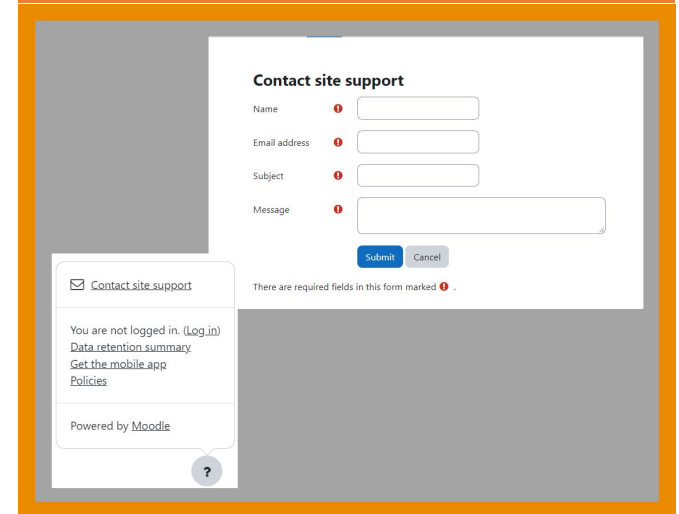 Contact site support
Name
Email address
Subject
Message
Submit Cancel
There are required fields in this form marked .
Contact site support
You are not logged in. (Log in)
Data retention summary
Get the mobile app
Policies
Powered by Moodle
?